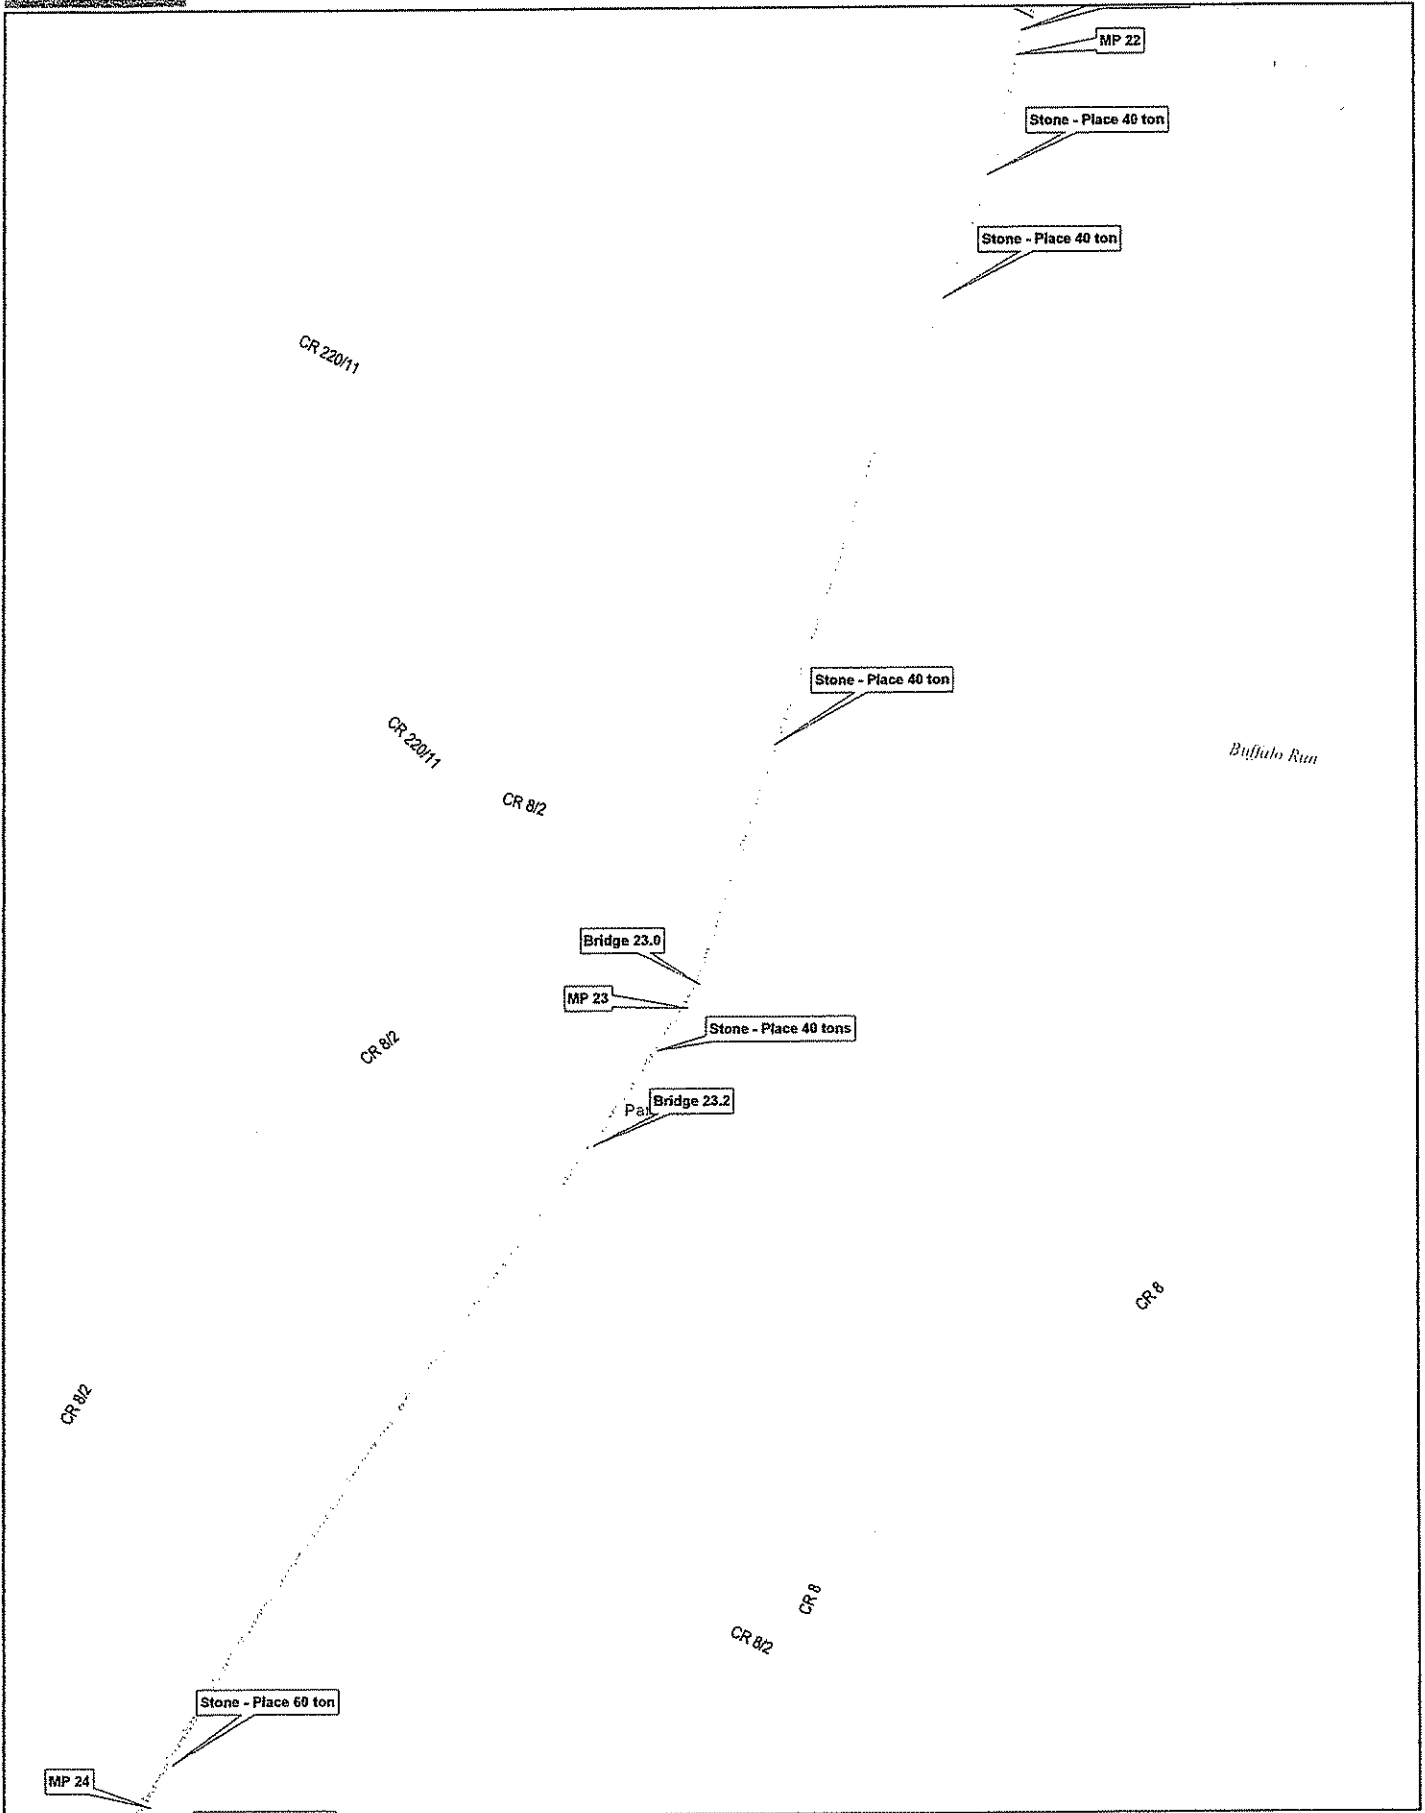 MP 22
Stone - Place 40 ton
Stone - Place 40 ton
CR 220/11
Stone - Place 40 ton
CR 220/11
Buffalo Run
CR 8/2
Bridge 23.0
MP 23
Stone - Place 40 tons
CR 8/2
Bridge 23.2
CR 8
CR 8/2
CR 8
CR 8/2
Stone - Place 60 ton
MP 24